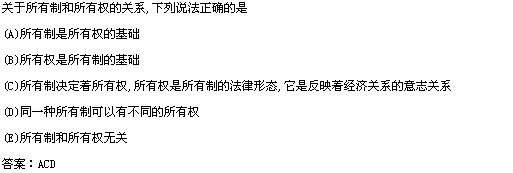 关于所有制和所有权的关系,下列说法正确的是
(A)所有制是所有权的基础
(B)所有权是所有制的基础
(C)所有制决定着所有权,所有权是所有制的法律形态,它是反映着经济关系的意志关系
(D)同一种所有制可以有不同的所有权
(E)所有制和所有权无关
答案：ACD